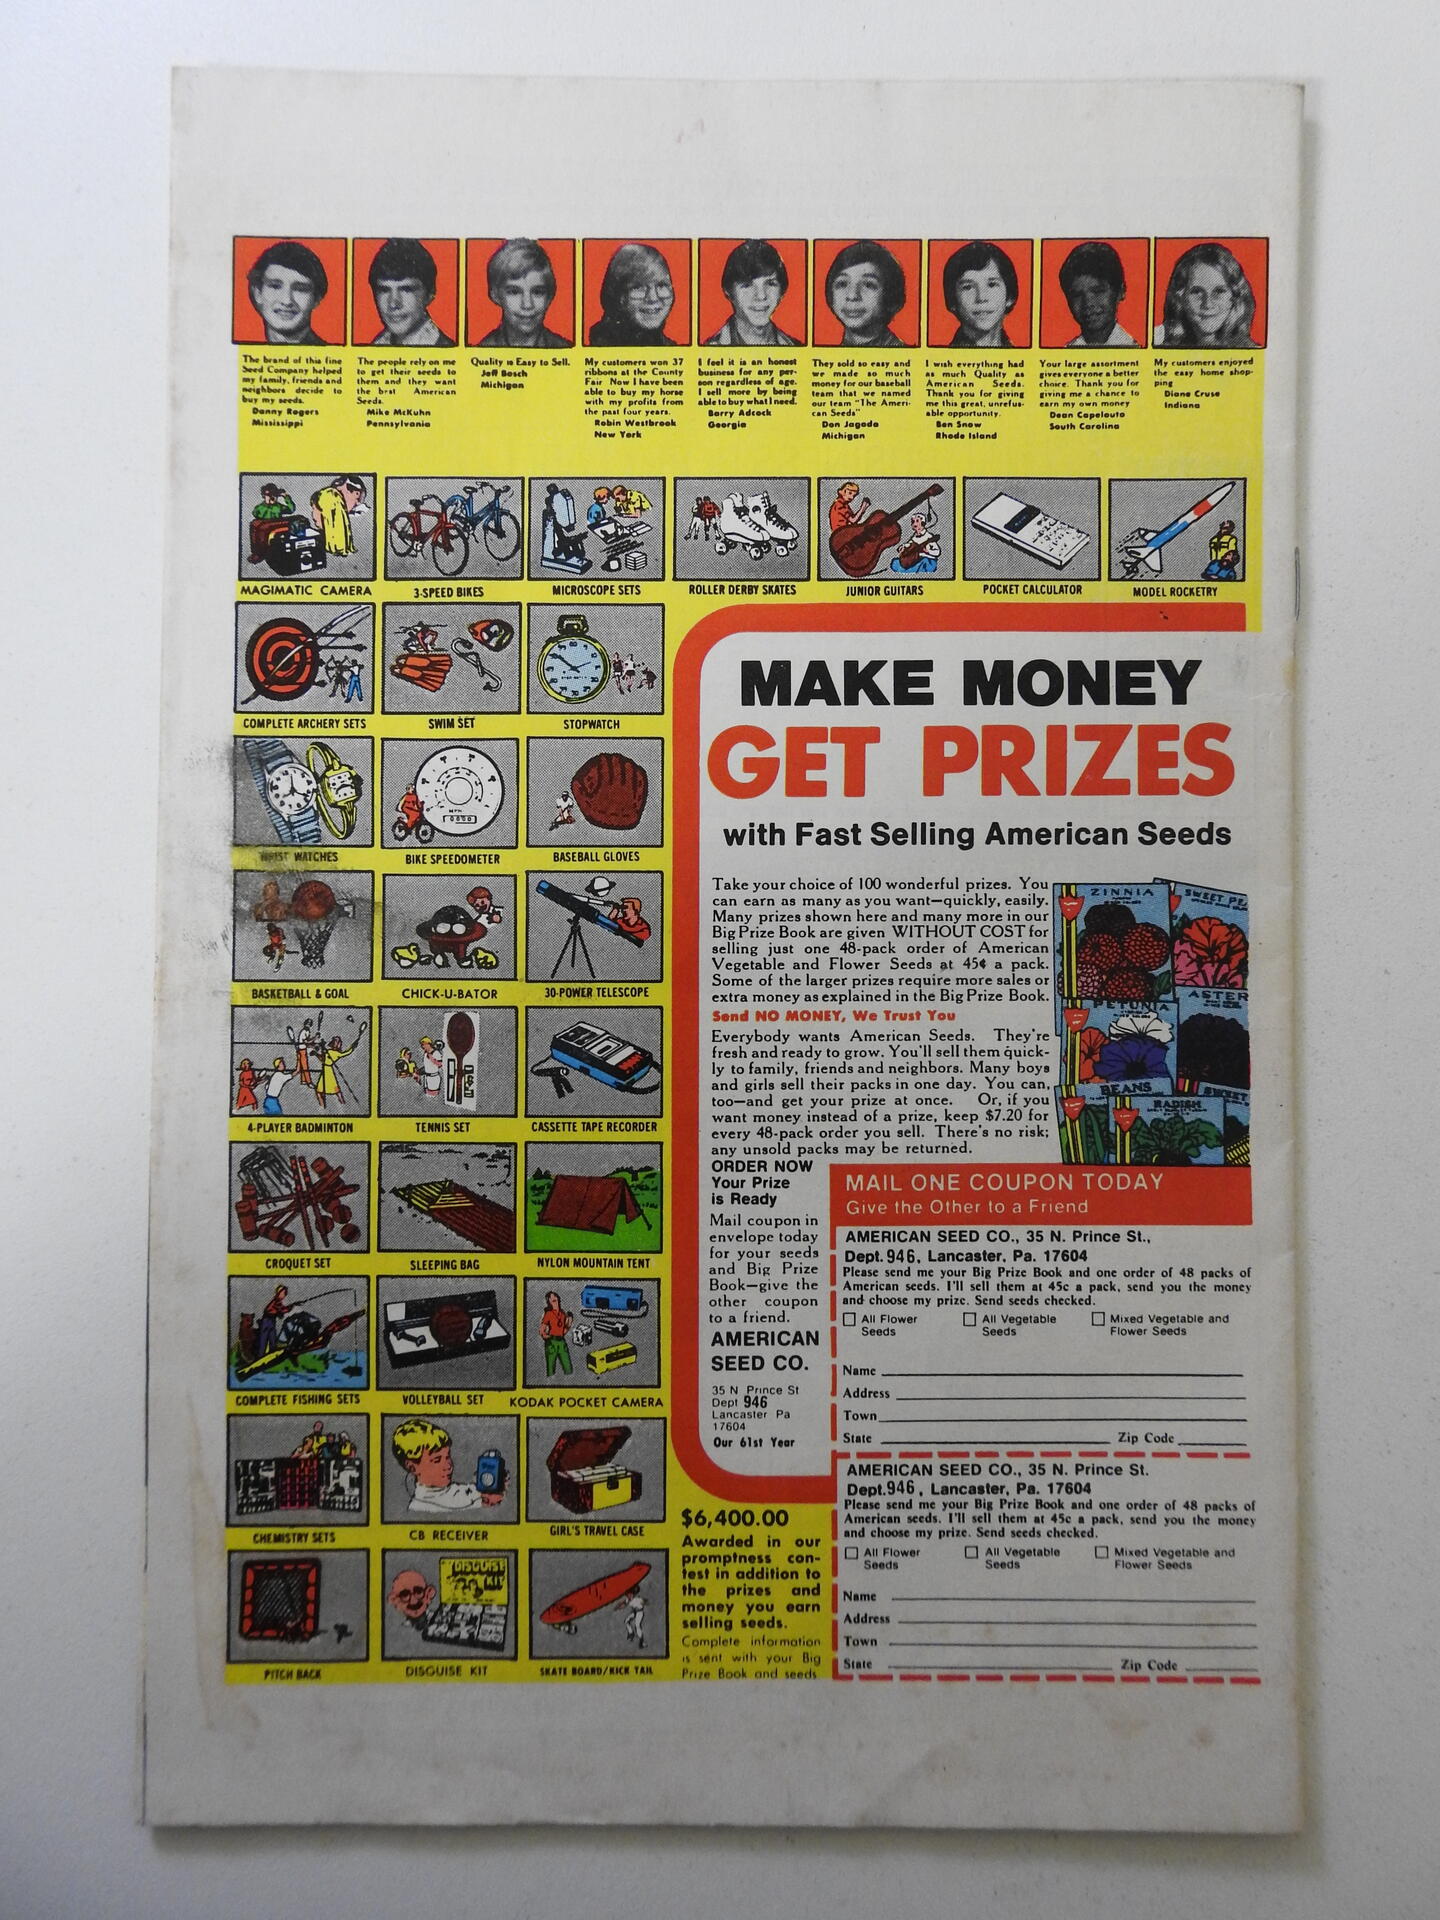 The brand of this fine
Seed Company helped
my family, friends and
neighbors decide to
buy my seeds.
Danny Rogers
Mississippi
The people rely on me
to get their seeds to
them and they want
the best American
Seeds.
Mike McKuhn
Pennsylvania
Quality is Easy to Sell.
Jeff Bosch
Michigan
My customers won 37
ribbons at the County
Fair Now I have been
able to buy my horse
with my profits from
the past four years.
Robin Westbrook
New York
I feel it is an honest
business for any per-
son regardless of age.
I sell more by being
able to buy what I need.
Barry Adcock
Georgia
They sold so easy and
we made so much
money for our baseball
team that we named
our team "The Ameri-
can Seeds"
Don Jagoda
Michigan
I wish everything had
as much Quality as
American Seeds.
Thank you for giving
me this great, unrefus-
able opportunity.
Ben Snow
Rhode Island
Your large assortment
gives everyone a better
choice. Thank you for
giving me a chance to
earn my own money
Dean Capelouto
South Carolina
My customers enjoyed
the easy home shop-
ping
Diane Cruse
Indiana
MAGIMATIC CAMERA
3-SPEED BIKES
MICROSCOPE SETS
ROLLER DERBY SKATES
JUNIOR GUITARS
POCKET CALCULATOR
MODEL ROCKETRY
COMPLETE ARCHERY SETS
SWIM SET
STOPWATCH
WRIST WATCHES
BIKE SPEEDOMETER
BASEBALL GLOVES
BASKETBALL & GOAL
CHICK-U-BATOR
30-POWER TELESCOPE
4-PLAYER BADMINTON
TENNIS SET
CASSETTE TAPE RECORDER
CROQUET SET
SLEEPING BAG
NYLON MOUNTAIN TENT
COMPLETE FISHING SETS
VOLLEYBALL SET
KODAK POCKET CAMERA
CHEMISTRY SETS
CB RECEIVER
GIRL'S TRAVEL CASE
DISGUISE
KIT
PITCH BACK
DISGUISE KIT
SKATE BOARD/KICK TAIL
MAKE MONEY
GET PRIZES
with Fast Selling American Seeds
Take your choice of 100 wonderful prizes. You
can earn as many as you want—quickly, easily.
Many prizes shown here and many more in our
Big Prize Book are given WITHOUT COST for
selling just one 48-pack order of American
Vegetable and Flower Seeds at 45¢ a pack.
Some of the larger prizes require more sales or
extra money as explained in the Big Prize Book.
Send NO MONEY, We Trust You
Everybody wants American Seeds. They're
fresh and ready to grow. You'll sell them quick-
ly to family, friends and neighbors. Many boys
and girls sell their packs in one day. You can,
too—and get your prize at once. Or, if you
want money instead of a prize, keep $7.20 for
every 48-pack order you sell. There's no risk;
any unsold packs may be returned.
ZINNIA
SWEET PE
PETUNIA
ASTER
BEANS
RADISH
SWEET
ORDER NOW
Your Prize
is Ready
Mail coupon in
envelope today
for your seeds
and Big Prize
Book—give the
other coupon
to a friend.
AMERICAN
SEED CO.
35 N Prince St
Dept 946
Lancaster Pa
17604
Our 61st Year
MAIL ONE COUPON TODAY
Give the Other to a Friend
AMERICAN SEED CO., 35 N. Prince St.,
Dept. 946, Lancaster, Pa. 17604
Please send me your Big Prize Book and one order of 48 packs of
American seeds. I'll sell them at 45c a pack, send you the money
and choose my prize. Send seeds checked.
All Flower Seeds All Vegetable Seeds Mixed Vegetable and Flower Seeds
Name
Address
Town
State Zip Code
AMERICAN SEED CO., 35 N. Prince St.
Dept. 946, Lancaster, Pa. 17604
Please send me your Big Prize Book and one order of 48 packs of
American seeds. I'll sell them at 45c a pack, send you the money
and choose my prize. Send seeds checked.
All Flower Seeds All Vegetable Seeds Mixed Vegetable and Flower Seeds
Name
Address
Town
State Zip Code
$6,400.00
Awarded in our
promptness con-
test in addition to
the prizes and
money you earn
selling seeds.
Complete information
is sent with your Big
Prize Book and seeds